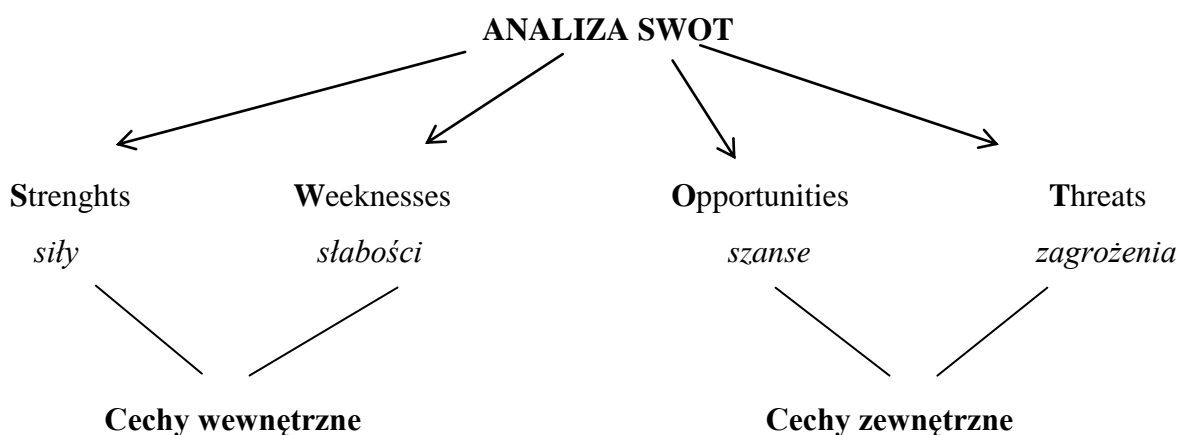 ANALIZA SWOT
Strenghts Weeknesses Opportunities Threats
siły słabości szanse zagrożenia
Cechy wewnętrzne Cechy zewnętrzne